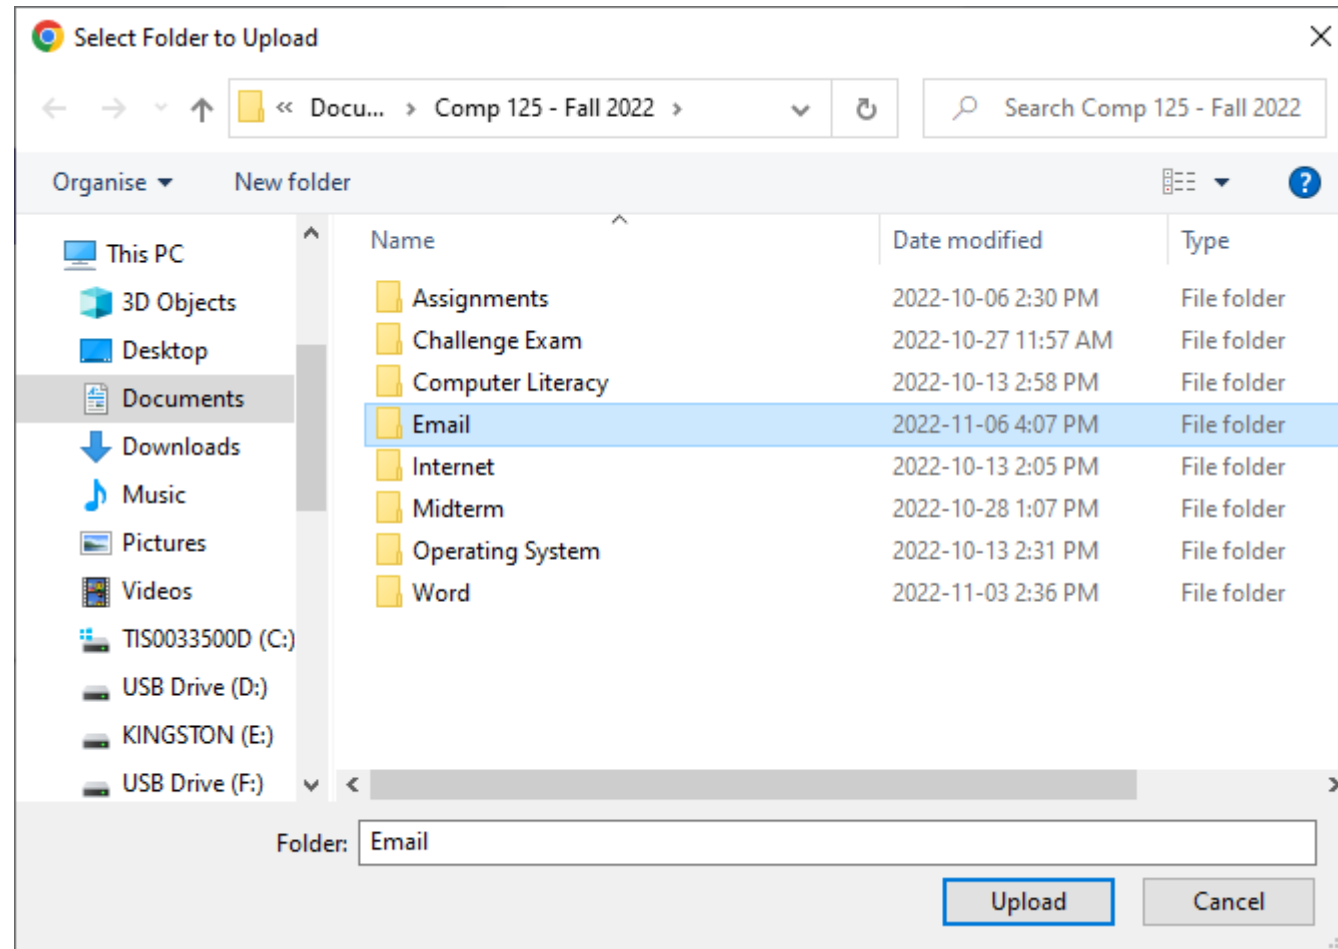 Select Folder to Upload
« Docu... › Comp 125 - Fall 2022 › Search Comp 125 - Fall 2022
Organise New folder ?
This PC
3D Objects
Desktop
Documents
Downloads
Music
Pictures
Videos
TIS0033500D (C:)
USB Drive (D:)
KINGSTON (E:)
USB Drive (F:)
Name Date modified Type
Assignments 2022-10-06 2:30 PM File folder
Challenge Exam 2022-10-27 11:57 AM File folder
Computer Literacy 2022-10-13 2:58 PM File folder
Email 2022-11-06 4:07 PM File folder
Internet 2022-10-13 2:05 PM File folder
Midterm 2022-10-28 1:07 PM File folder
Operating System 2022-10-13 2:31 PM File folder
Word 2022-11-03 2:36 PM File folder
Folder: Email
Upload Cancel